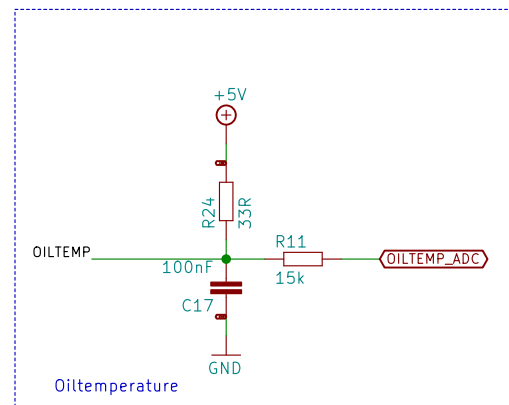 +5V
R24
33R
OILTEMP
R11
OILTEMP_ADC
100nF
15k
C17
GND
Oiltemperature